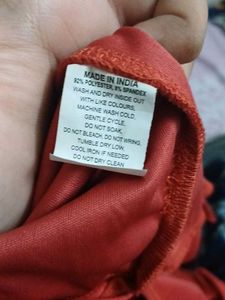 MADE IN INDIA
92% POLYESTER, 8% SPANDEX
WASH AND DRY INSIDE OUT
WITH LIKE COLOURS,
MACHINE WASH COLD,
GENTLE CYCLE,
DO NOT SOAK,
DO NOT BLEACH, DO NOT WRING,
TUMBLE DRY LOW,
COOL IRON IF NEEDED
DO NOT DRY CLEAN